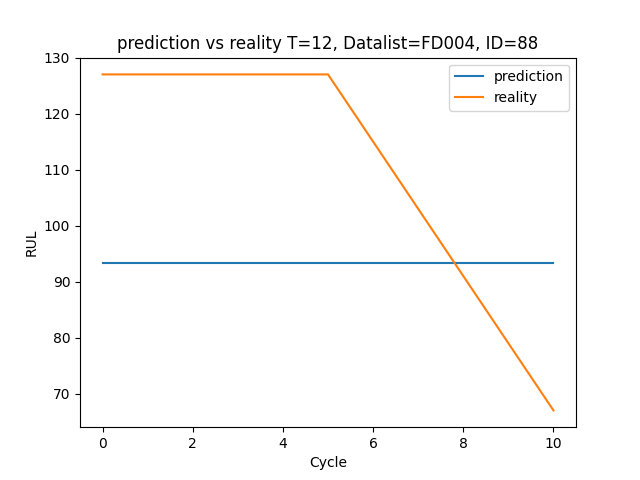 prediction vs reality T=12, Datalist=FD004, ID=88
prediction
reality
130
120
110
100
90
80
70
RUL
0 2 4 6 8 10
Cycle